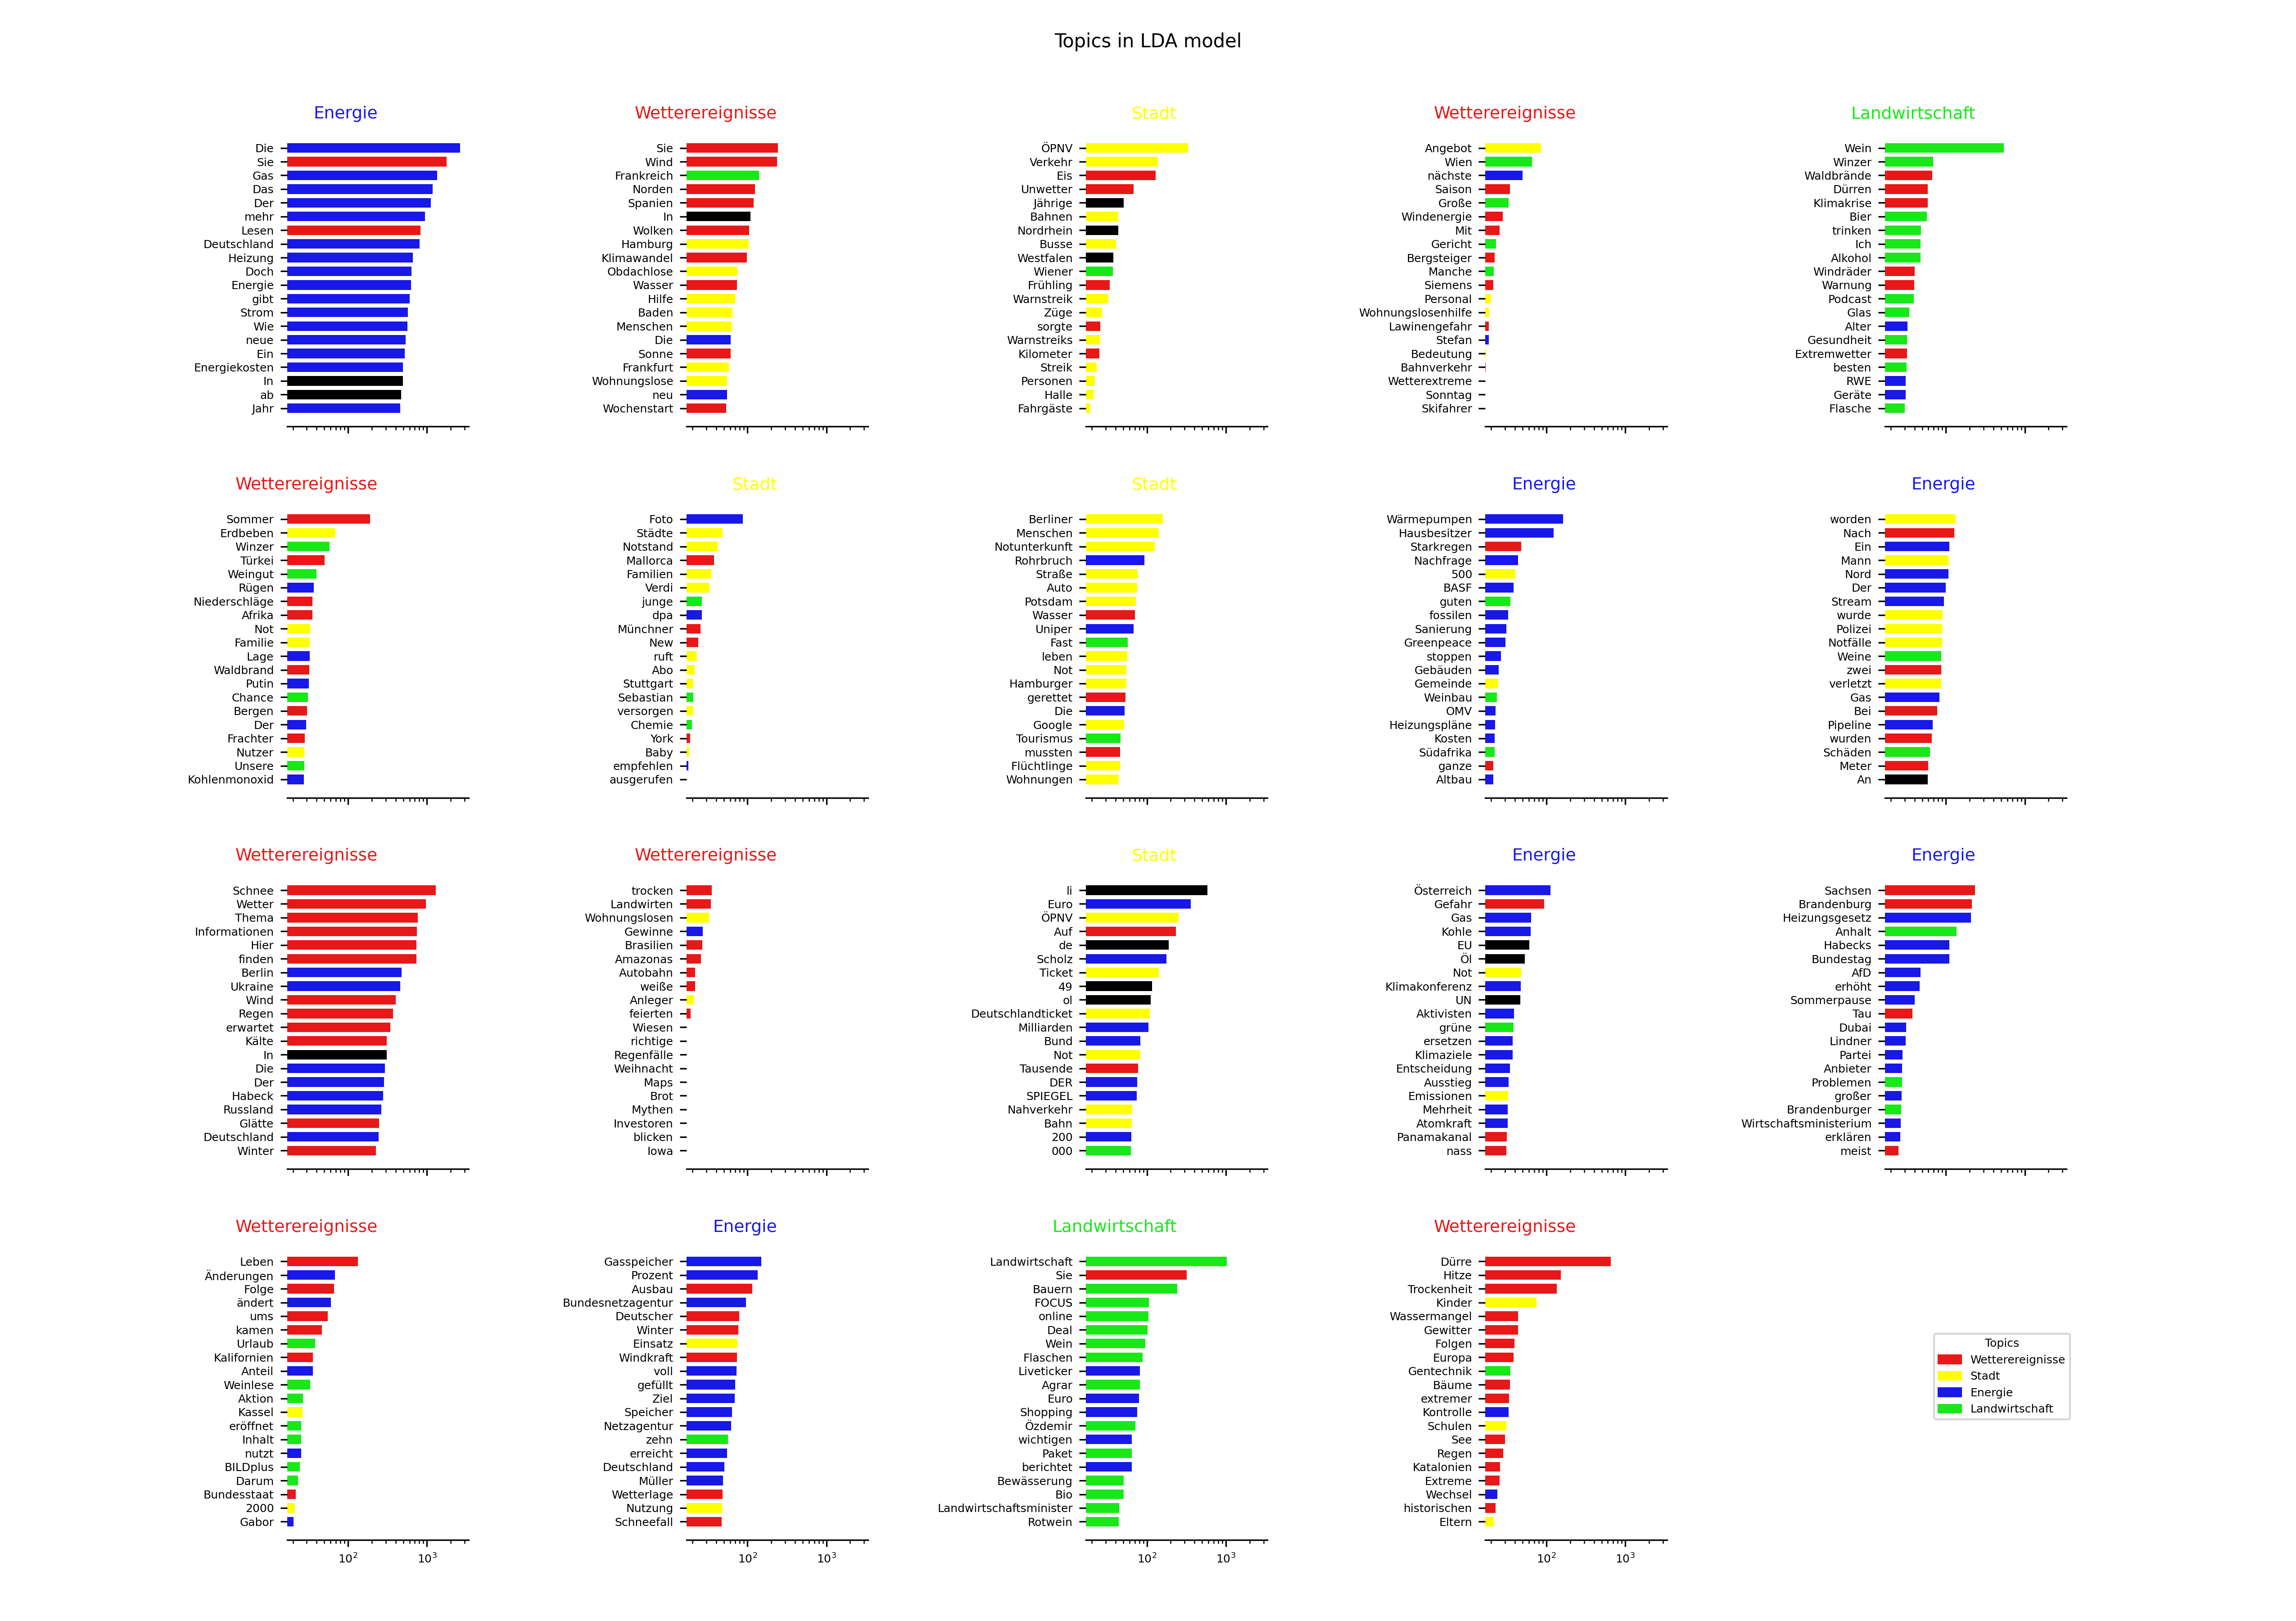 Topics in LDA model
Energie
Die
Sie
Gas
Das
Der
mehr
Lesen
Deutschland
Heizung
Doch
Energie
gibt
Strom
Wie
neue
Ein
Energiekosten
In
ab
Jahr
Wetterereignisse
Sie
Wind
Frankreich
Norden
Spanien
In
Wolken
Hamburg
Klimawandel
Obdachlose
Wasser
Hilfe
Baden
Menschen
Die
Sonne
Frankfurt
Wohnungslose
neu
Wochenstart
Stadt
ÖPNV
Verkehr
Eis
Unwetter
Jährige
Bahnen
Nordrhein
Busse
Westfalen
Wiener
Frühling
Warnstreik
Züge
sorgte
Warnstreiks
Kilometer
Streik
Personen
Halle
Fahrgäste
Wetterereignisse
Angebot
Wien
nächste
Saison
Große
Windenergie
Mit
Gericht
Bergsteiger
Manche
Siemens
Personal
Wohnungslosenhilfe
Lawinengefahr
Stefan
Bedeutung
Bahnverkehr
Wetterextreme
Sonntag
Skifahrer
Landwirtschaft
Wein
Winzer
Waldbrände
Dürren
Klimakrise
Bier
trinken
Ich
Alkohol
Windräder
Warnung
Podcast
Glas
Alter
Gesundheit
Extremwetter
besten
RWE
Geräte
Flasche
Wetterereignisse
Sommer
Erdbeben
Winzer
Türkei
Weingut
Rügen
Niederschläge
Afrika
Not
Familie
Lage
Waldbrand
Putin
Chance
Bergen
Der
Frachter
Nutzer
Unsere
Kohlenmonoxid
Stadt
Foto
Städte
Notstand
Mallorca
Familien
Verdi
junge
dpa
Münchner
New
ruft
Abo
Stuttgart
Sebastian
versorgen
Chemie
York
Baby
empfehlen
ausgerufen
Stadt
Berliner
Menschen
Notunterkunft
Rohrbruch
Straße
Auto
Potsdam
Wasser
Uniper
Fast
leben
Not
Hamburger
gerettet
Die
Google
Tourismus
mussten
Flüchtlinge
Wohnungen
Energie
Wärmepumpen
Hausbesitzer
Starkregen
Nachfrage
500
BASF
guten
fossilen
Sanierung
Greenpeace
stoppen
Gebäuden
Gemeinde
Weinbau
OMV
Heizungspläne
Kosten
Südafrika
ganze
Altbau
Energie
worden
Nach
Ein
Mann
Nord
Der
Stream
wurde
Polizei
Notfälle
Weine
zwei
verletzt
Gas
Bei
Pipeline
wurden
Schäden
Meter
An
Wetterereignisse
Schnee
Wetter
Thema
Informationen
Hier
finden
Berlin
Ukraine
Wind
Regen
erwartet
Kälte
In
Die
Der
Habeck
Russland
Glätte
Deutschland
Winter
Wetterereignisse
trocken
Landwirten
Wohnungslosen
Gewinne
Brasilien
Amazonas
Autobahn
weiße
Anleger
feierten
Wiesen
richtige
Regenfälle
Weihnacht
Maps
Brot
Mythen
Investoren
blicken
Iowa
Stadt
li
Euro
ÖPNV
Auf
de
Scholz
Ticket
49
ol
Deutschlandticket
Milliarden
Bund
Not
Tausende
DER
SPIEGEL
Nahverkehr
Bahn
200
000
Energie
Österreich
Gefahr
Gas
Kohle
EU
Öl
Not
Klimakonferenz
UN
Aktivisten
grüne
ersetzen
Klimaziele
Entscheidung
Ausstieg
Emissionen
Mehrheit
Atomkraft
Panamakanal
nass
Energie
Sachsen
Brandenburg
Heizungsgesetz
Anhalt
Habecks
Bundestag
AfD
erhöht
Sommerpause
Tau
Dubai
Lindner
Partei
Anbieter
Problemen
großer
Brandenburger
Wirtschaftsministerium
erklären
meist
Wetterereignisse
Leben
Änderungen
Folge
ändert
ums
kamen
Urlaub
Kalifornien
Anteil
Weinlese
Aktion
Kassel
eröffnet
Inhalt
nutzt
BILDplus
Darum
Bundesstaat
2000
Gabor
10² 10³
Energie
Gasspeicher
Prozent
Ausbau
Bundesnetzagentur
Deutscher
Winter
Einsatz
Windkraft
voll
gefüllt
Ziel
Speicher
Netzagentur
zehn
erreicht
Deutschland
Müller
Wetterlage
Nutzung
Schneefall
10² 10³
Landwirtschaft
Landwirtschaft
Sie
Bauern
FOCUS
online
Deal
Wein
Flaschen
Liveticker
Agrar
Euro
Shopping
Özdemir
wichtigen
Paket
berichtet
Bewässerung
Bio
Landwirtschaftsminister
Rotwein
10² 10³
Wetterereignisse
Dürre
Hitze
Trockenheit
Kinder
Wassermangel
Gewitter
Folgen
Europa
Gentechnik
Bäume
extremer
Kontrolle
Schulen
See
Regen
Katalonien
Extreme
Wechsel
historischen
Eltern
10² 10³
Topics
Wetterereignisse
Stadt
Energie
Landwirtschaft